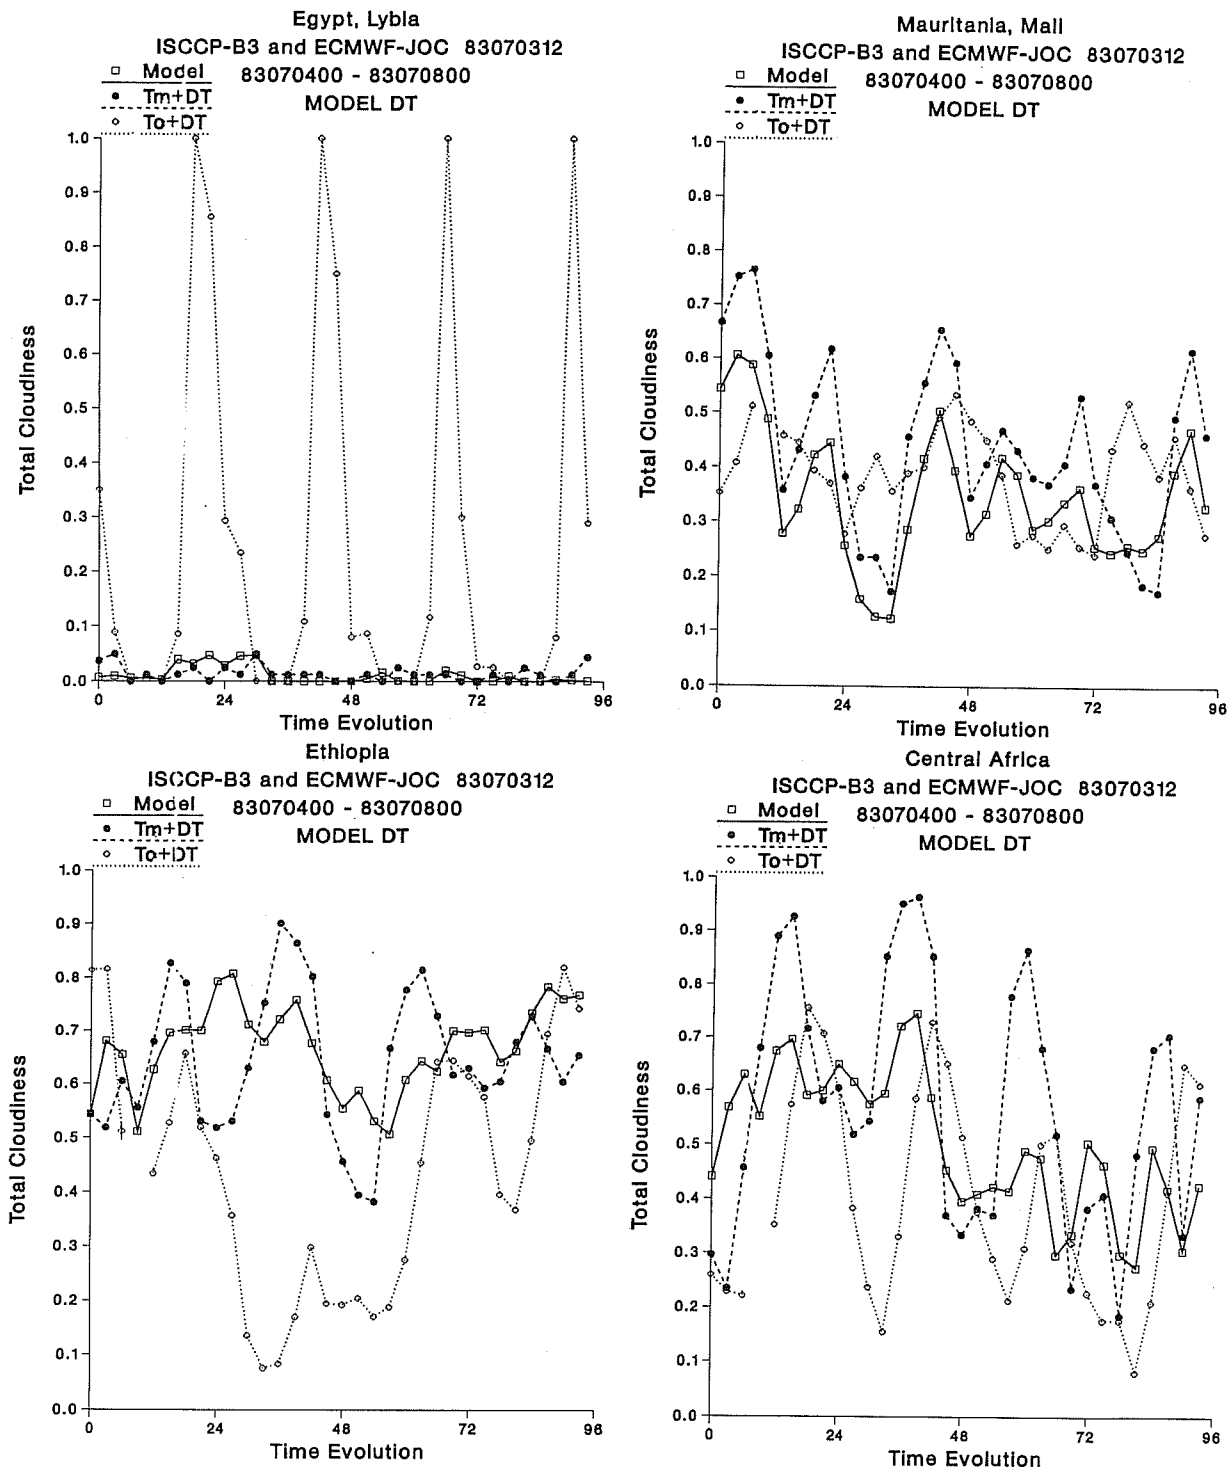 Egypt, Lybia
ISCCP-B3 and ECMWF-JOC 83070312
Model 83070400 - 83070800
Tm+DT MODEL DT
To+DT
1.0
0.9
0.8
0.7
0.6
0.5
0.4
0.3
0.2
0.1
0.0
Total Cloudiness
0 24 48 72 96
Time Evolution
Mauritania, Mali
ISCCP-B3 and ECMWF-JOC 83070312
Model 83070400 - 83070800
Tm+DT MODEL DT
To+DT
1.0
0.9
0.8
0.7
0.6
0.5
0.4
0.3
0.2
0.1
0.0
Total Cloudiness
0 24 48 72 96
Time Evolution
Ethiopia
ISCCP-B3 and ECMWF-JOC 83070312
Model 83070400 - 83070800
Tm+DT MODEL DT
To+DT
1.0
0.9
0.8
0.7
0.6
0.5
0.4
0.3
0.2
0.1
0.0
Total Cloudiness
0 24 48 72 96
Time Evolution
Central Africa
ISCCP-B3 and ECMWF-JOC 83070312
Model 83070400 - 83070800
Tm+DT MODEL DT
To+DT
1.0
0.9
0.8
0.7
0.6
0.5
0.4
0.3
0.2
0.1
0.0
Total Cloudiness
0 24 48 72 96
Time Evolution